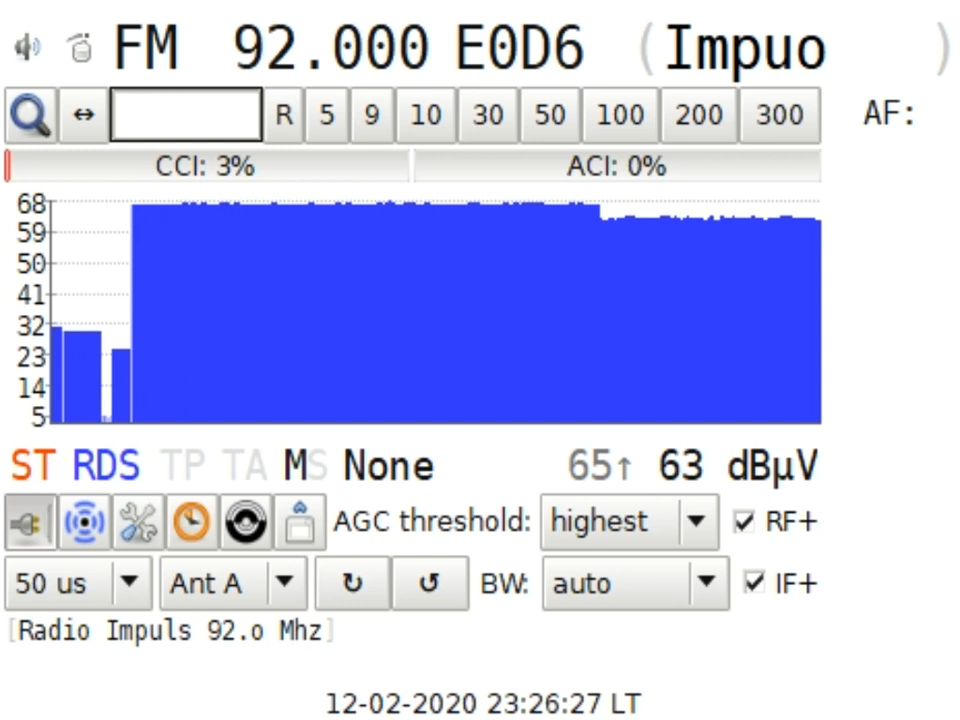 FM 92.000 E0D6 (Impuo )
R 5 9 10 30 50 100 200 300 AF:
CCI: 3% ACI: 0%
68
59
50
41
32
23
14
5
ST RDS TP TA MS None 65↑ 63 dBµV
AGC threshold: highest RF+
50 us Ant A ↻ ↺ BW: auto IF+
[Radio Impuls 92.o Mhz]
12-02-2020 23:26:27 LT